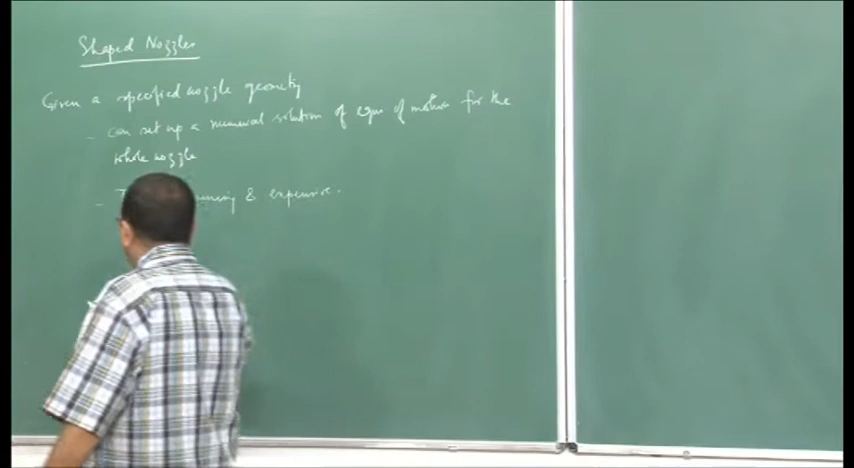 Shaped Nozzles
Given a specified nozzle geometry
- can set up a numerical solution of eqns of motion for the
whole nozzle
- & expensive.